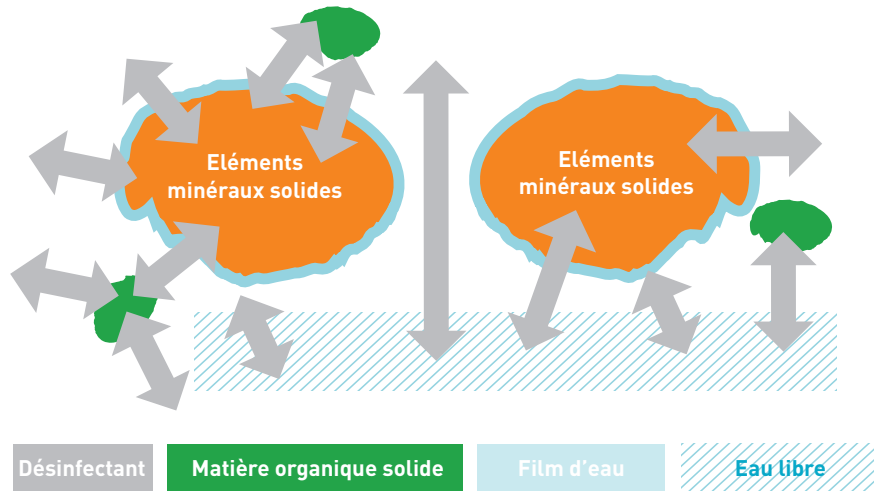 Eléments
minéraux solides
Eléments
minéraux solides
Désinfectant
Matière organique solide
Film d'eau
Eau libre